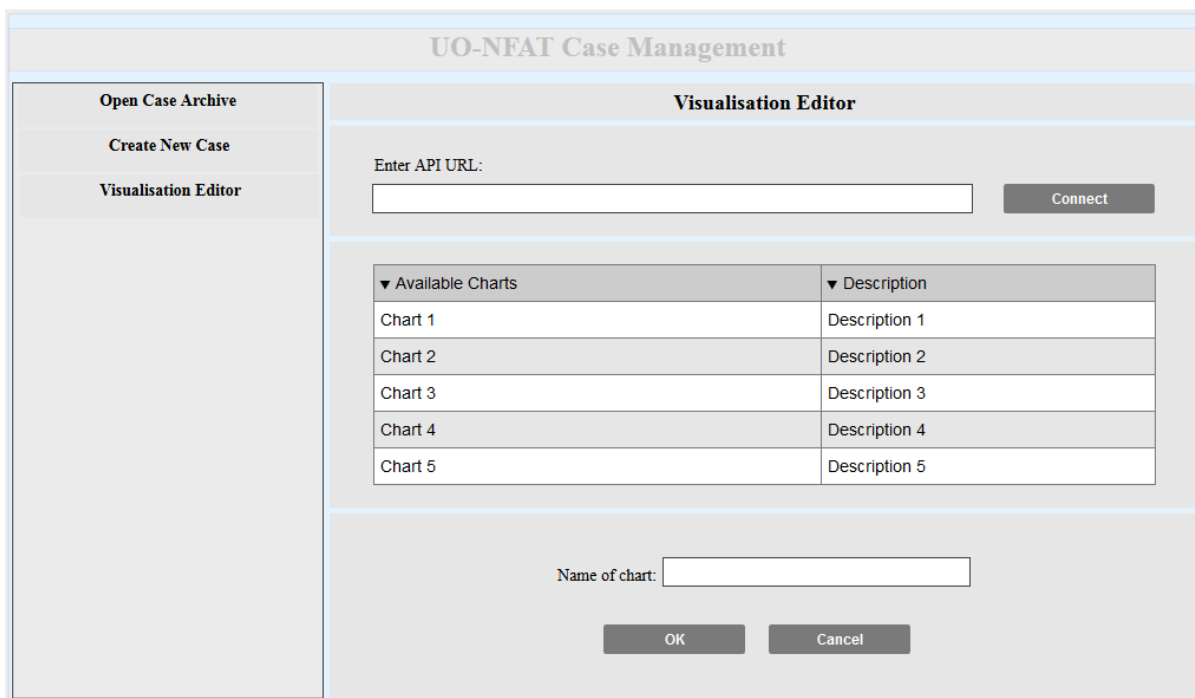 UO-NFAT Case Management
Open Case Archive
Create New Case
Visualisation Editor
Visualisation Editor
Enter API URL:
Connect
▼ Available Charts ▼ Description
Chart 1 Description 1
Chart 2 Description 2
Chart 3 Description 3
Chart 4 Description 4
Chart 5 Description 5
Name of chart:
OK Cancel